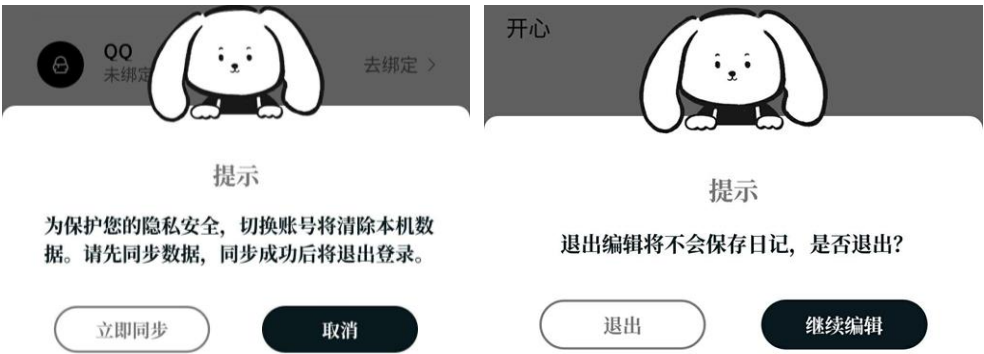 QQ
未绑定
去绑定
提示
为保护您的隐私安全，切换账号将清除本机数
据。请先同步数据，同步成功后将退出登录。
立即同步
取消
开心
提示
退出编辑将不会保存日记，是否退出？
退出
继续编辑